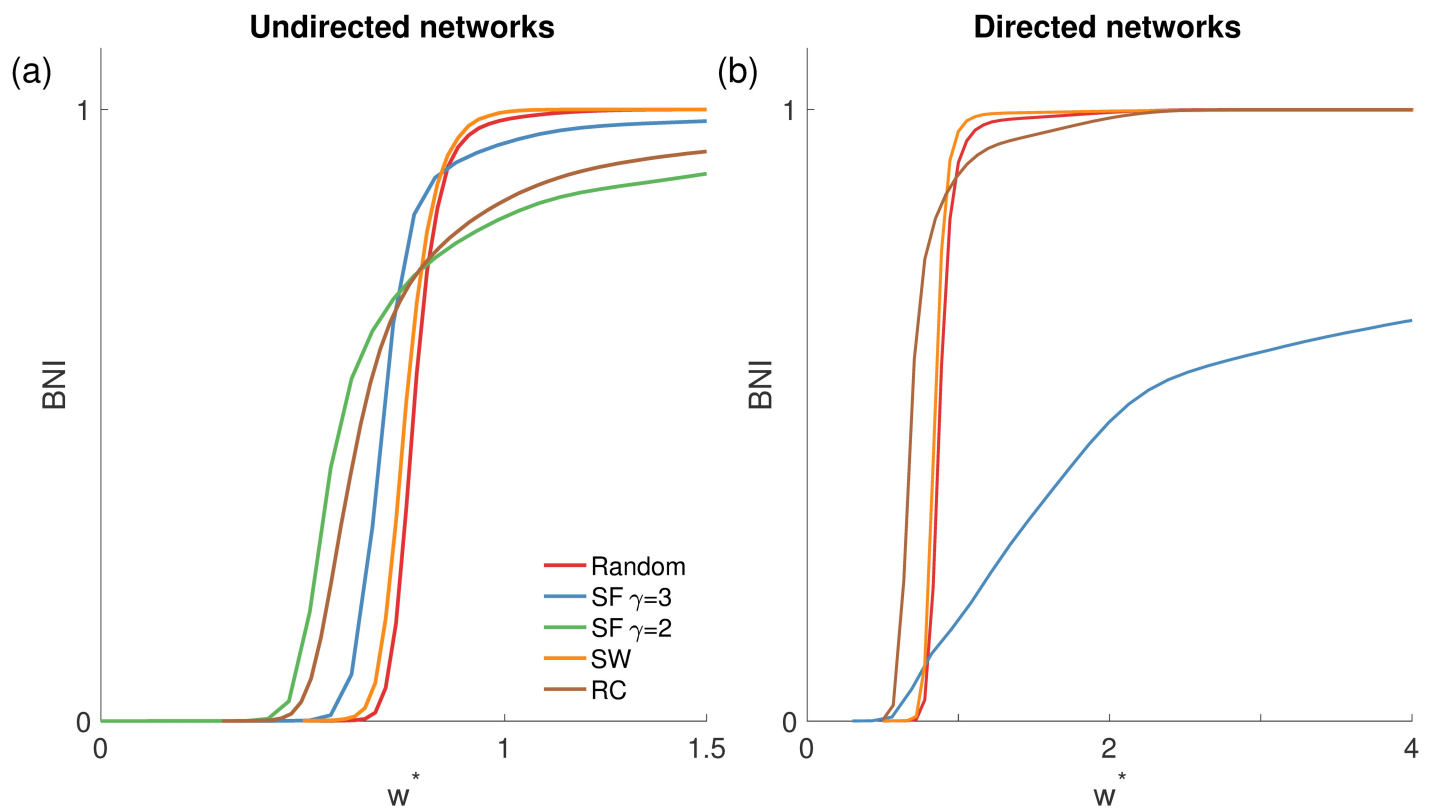 Undirected networks
(a)
1
BNI
0
0
1
1.5
w*
Random
SF γ=3
SF γ=2
SW
RC
Directed networks
(b)
1
BNI
0
0
2
4
w*